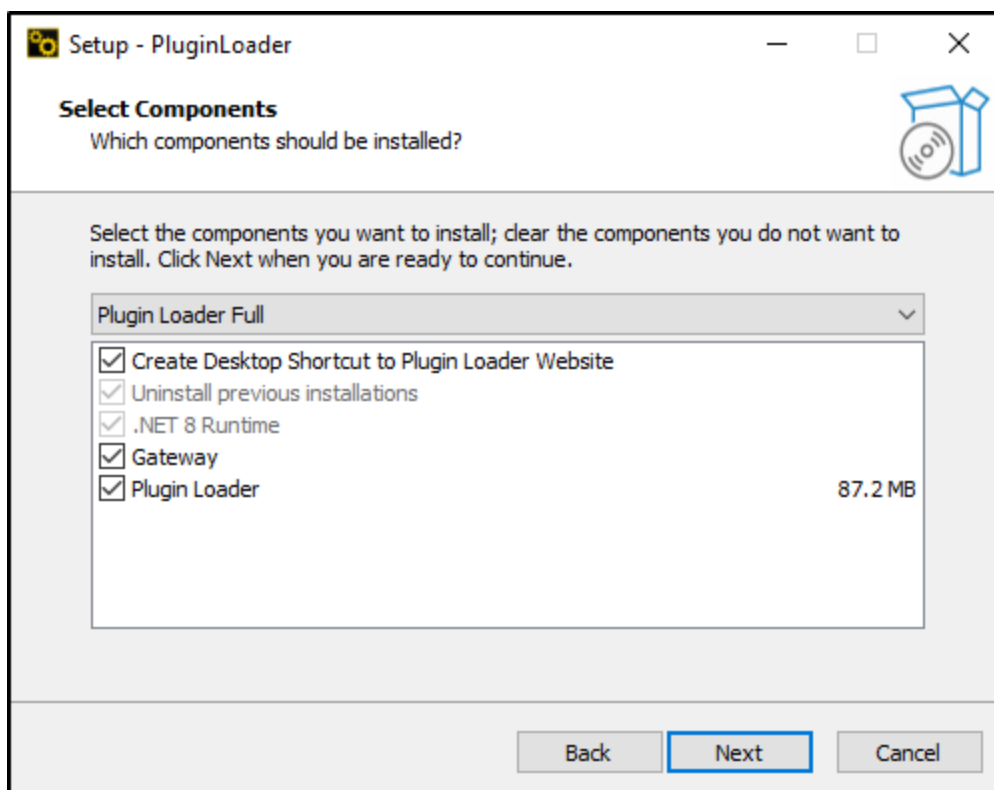 Setup - PluginLoader
Select Components
Which components should be installed?
Select the components you want to install; clear the components you do not want to
install. Click Next when you are ready to continue.
Plugin Loader Full
Create Desktop Shortcut to Plugin Loader Website
Uninstall previous installations
.NET 8 Runtime
Gateway
Plugin Loader 87.2 MB
Back Next Cancel